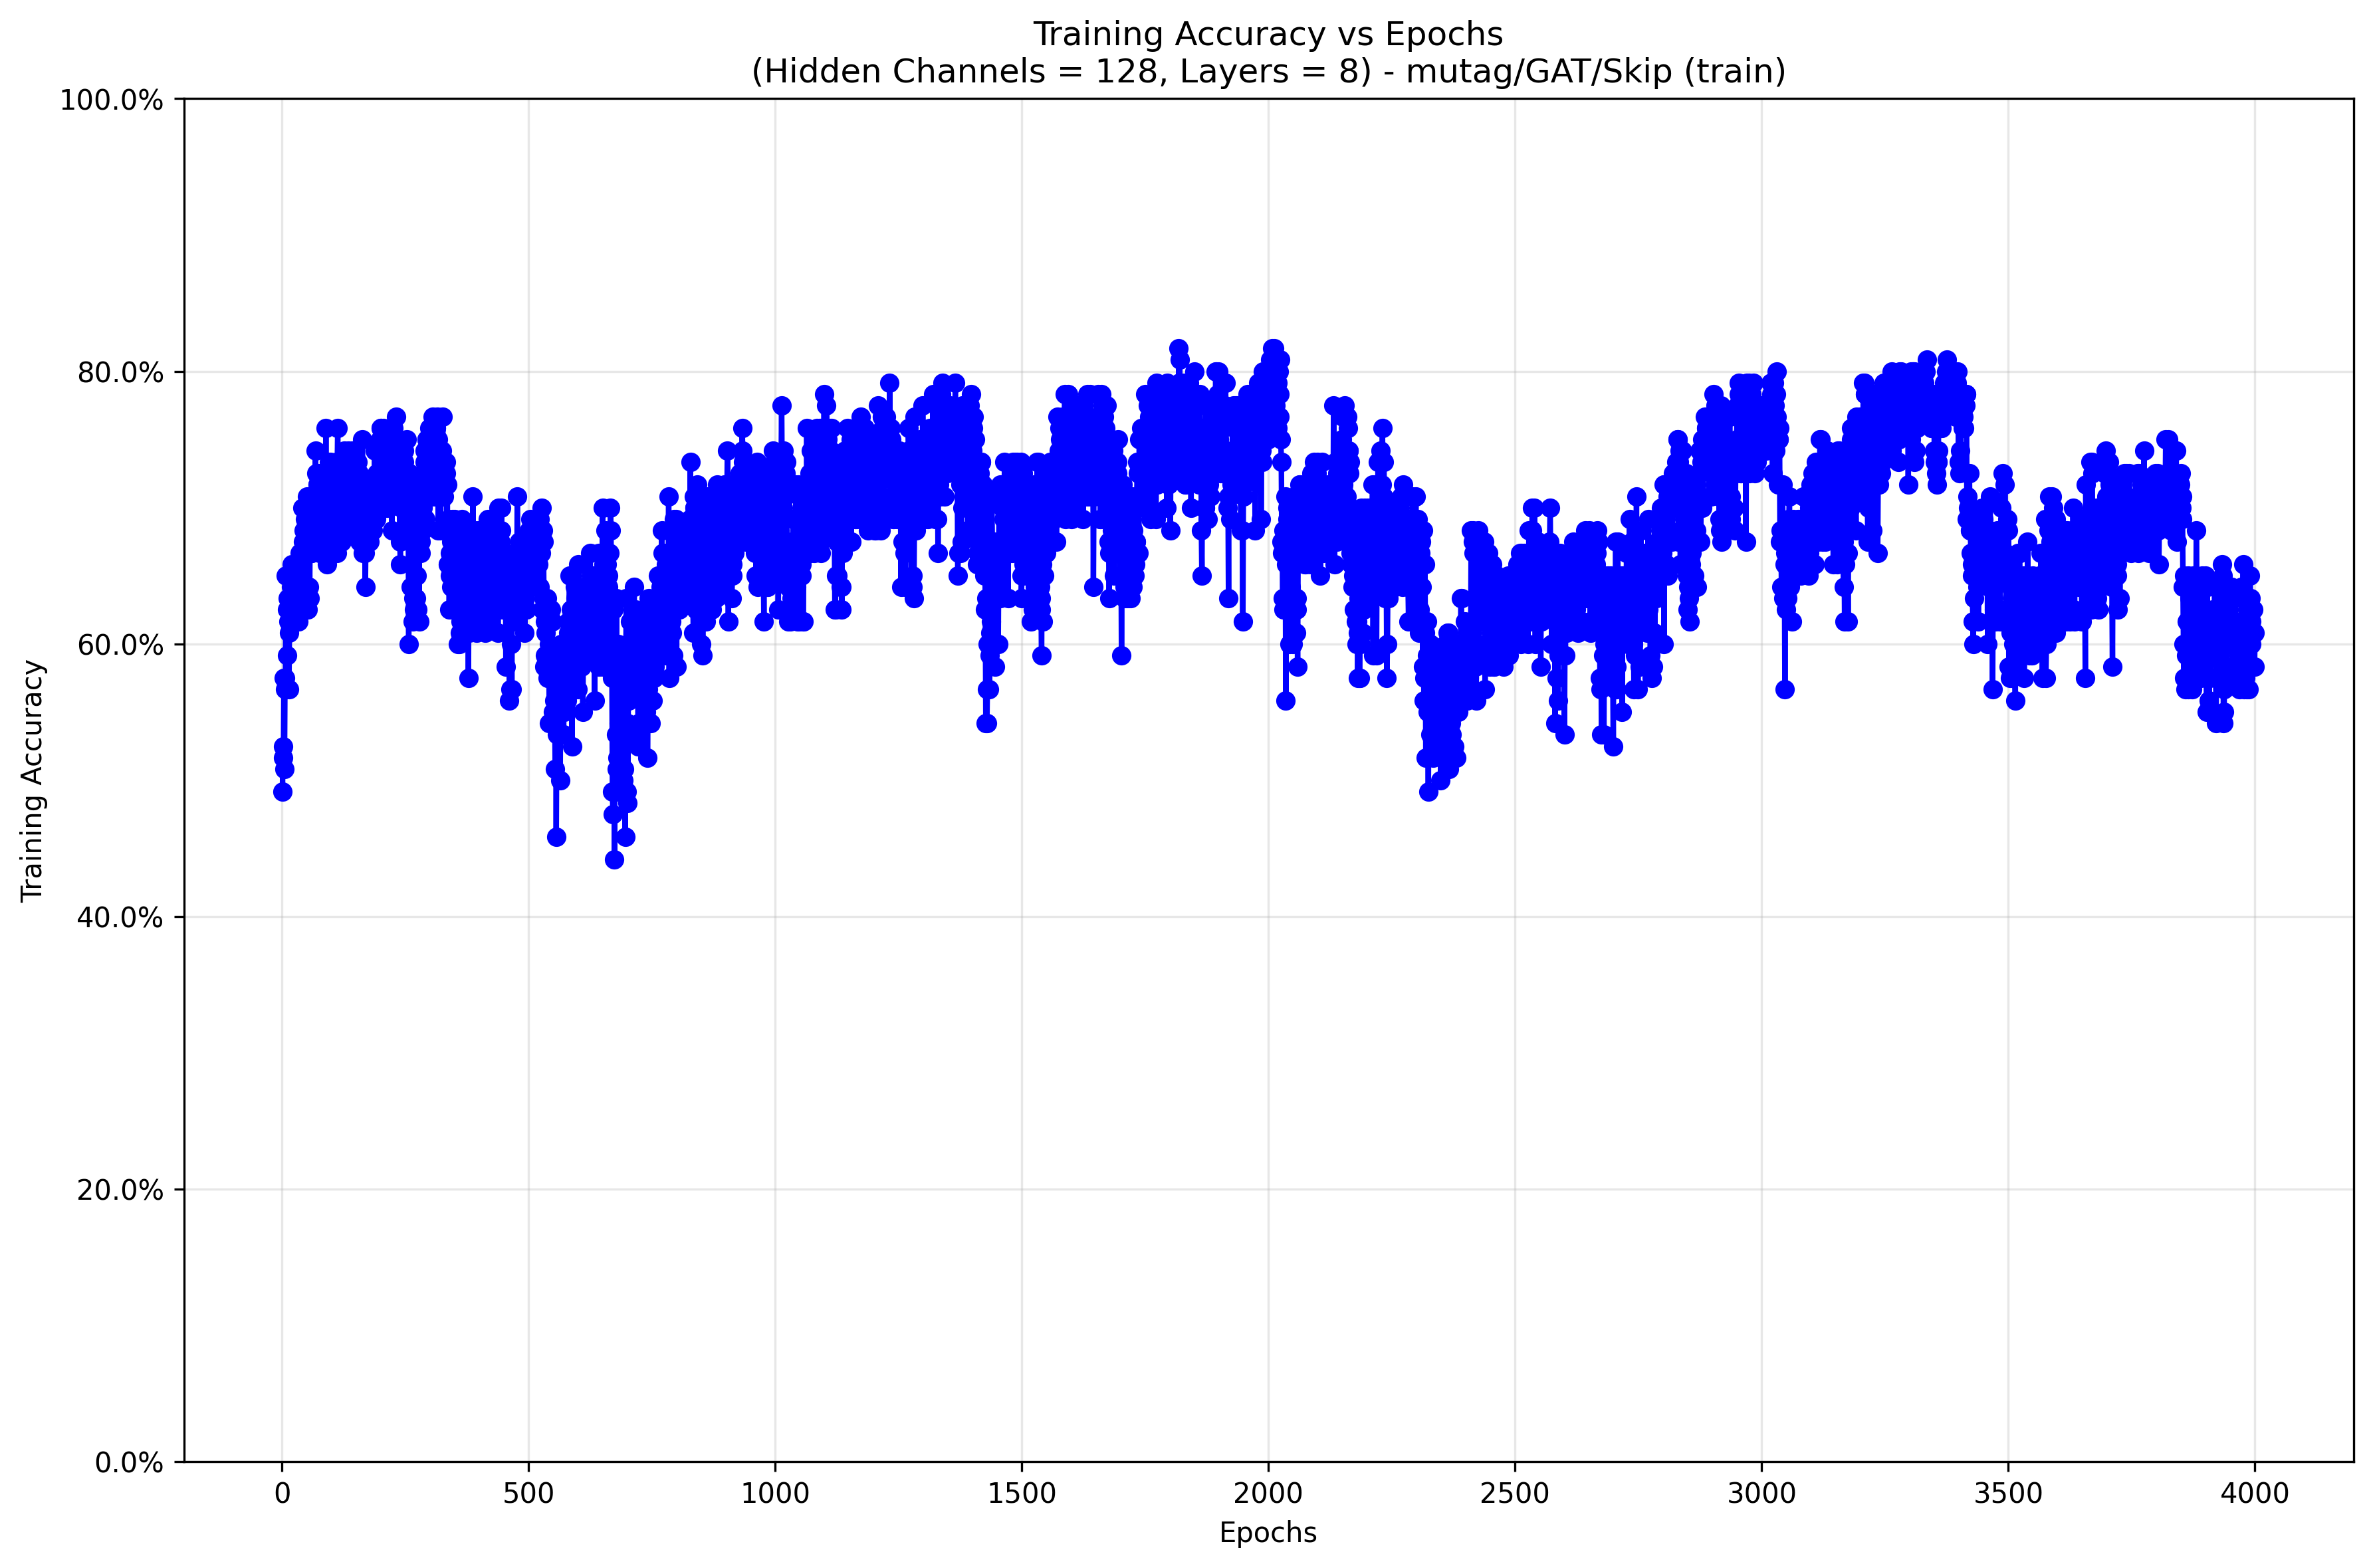 Training Accuracy vs Epochs
(Hidden Channels = 128, Layers = 8) - mutag/GAT/Skip (train)
100.0%
80.0%
60.0%
40.0%
20.0%
0.0%
Training Accuracy
0 500 1000 1500 2000 2500 3000 3500 4000
Epochs